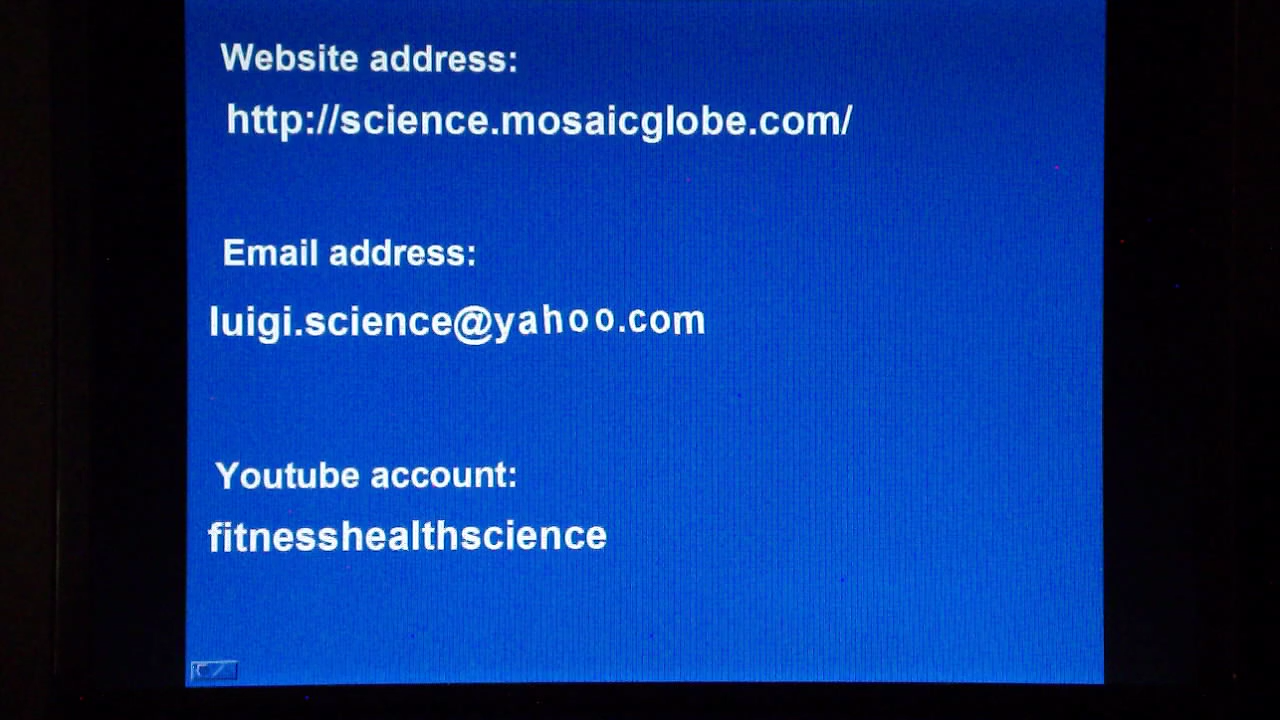 Website address:
http://science.mosaicglobe.com/
Email address:
luigi.science@yahoo.com
Youtube account:
fitnesshealthscience